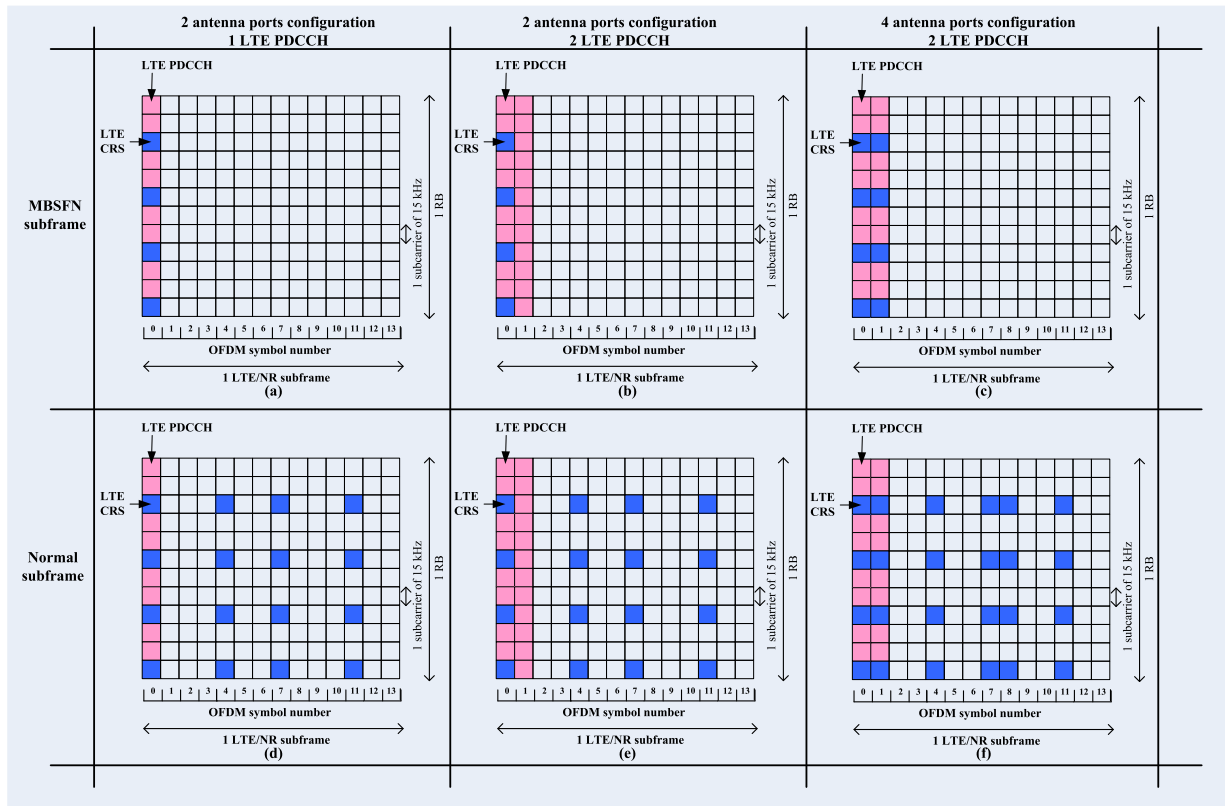 2 antenna ports configuration
1 LTE PDCCH
2 antenna ports configuration
2 LTE PDCCH
4 antenna ports configuration
2 LTE PDCCH
MBSFN
subframe
LTE PDCCH
LTE
CRS
1 subcarrier of 15 kHz
1 RB
0 1 2 3 4 5 6 7 8 9 10 11 12 13
OFDM symbol number
1 LTE/NR subframe
(a)
LTE PDCCH
LTE
CRS
1 subcarrier of 15 kHz
1 RB
0 1 2 3 4 5 6 7 8 9 10 11 12 13
OFDM symbol number
1 LTE/NR subframe
(b)
LTE PDCCH
LTE
CRS
1 subcarrier of 15 kHz
1 RB
0 1 2 3 4 5 6 7 8 9 10 11 12 13
OFDM symbol number
1 LTE/NR subframe
(c)
Normal
subframe
LTE PDCCH
LTE
CRS
1 subcarrier of 15 kHz
1 RB
0 1 2 3 4 5 6 7 8 9 10 11 12 13
OFDM symbol number
1 LTE/NR subframe
(d)
LTE PDCCH
LTE
CRS
1 subcarrier of 15 kHz
1 RB
0 1 2 3 4 5 6 7 8 9 10 11 12 13
OFDM symbol number
1 LTE/NR subframe
(e)
LTE PDCCH
LTE
CRS
1 subcarrier of 15 kHz
1 RB
0 1 2 3 4 5 6 7 8 9 10 11 12 13
OFDM symbol number
1 LTE/NR subframe
(f)